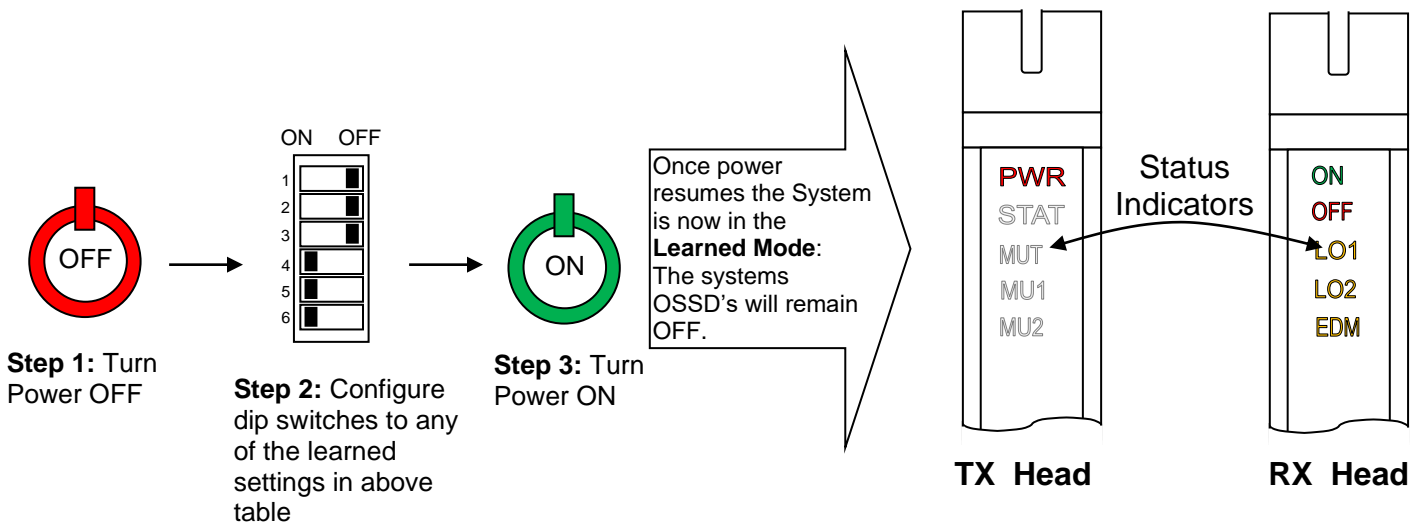 OFF
Step 1: Turn
Power OFF
ON OFF
1
2
3
4
5
6
Step 2: Configure
dip switches to any
of the learned
settings in above
table
ON
Step 3: Turn
Power ON
Once power
resumes the System
is now in the
Learned Mode:
The systems
OSSD's will remain
OFF.
PWR
STAT
MUT
MU1
MU2
TX Head
Status
Indicators
ON
OFF
LO1
LO2
EDM
RX Head